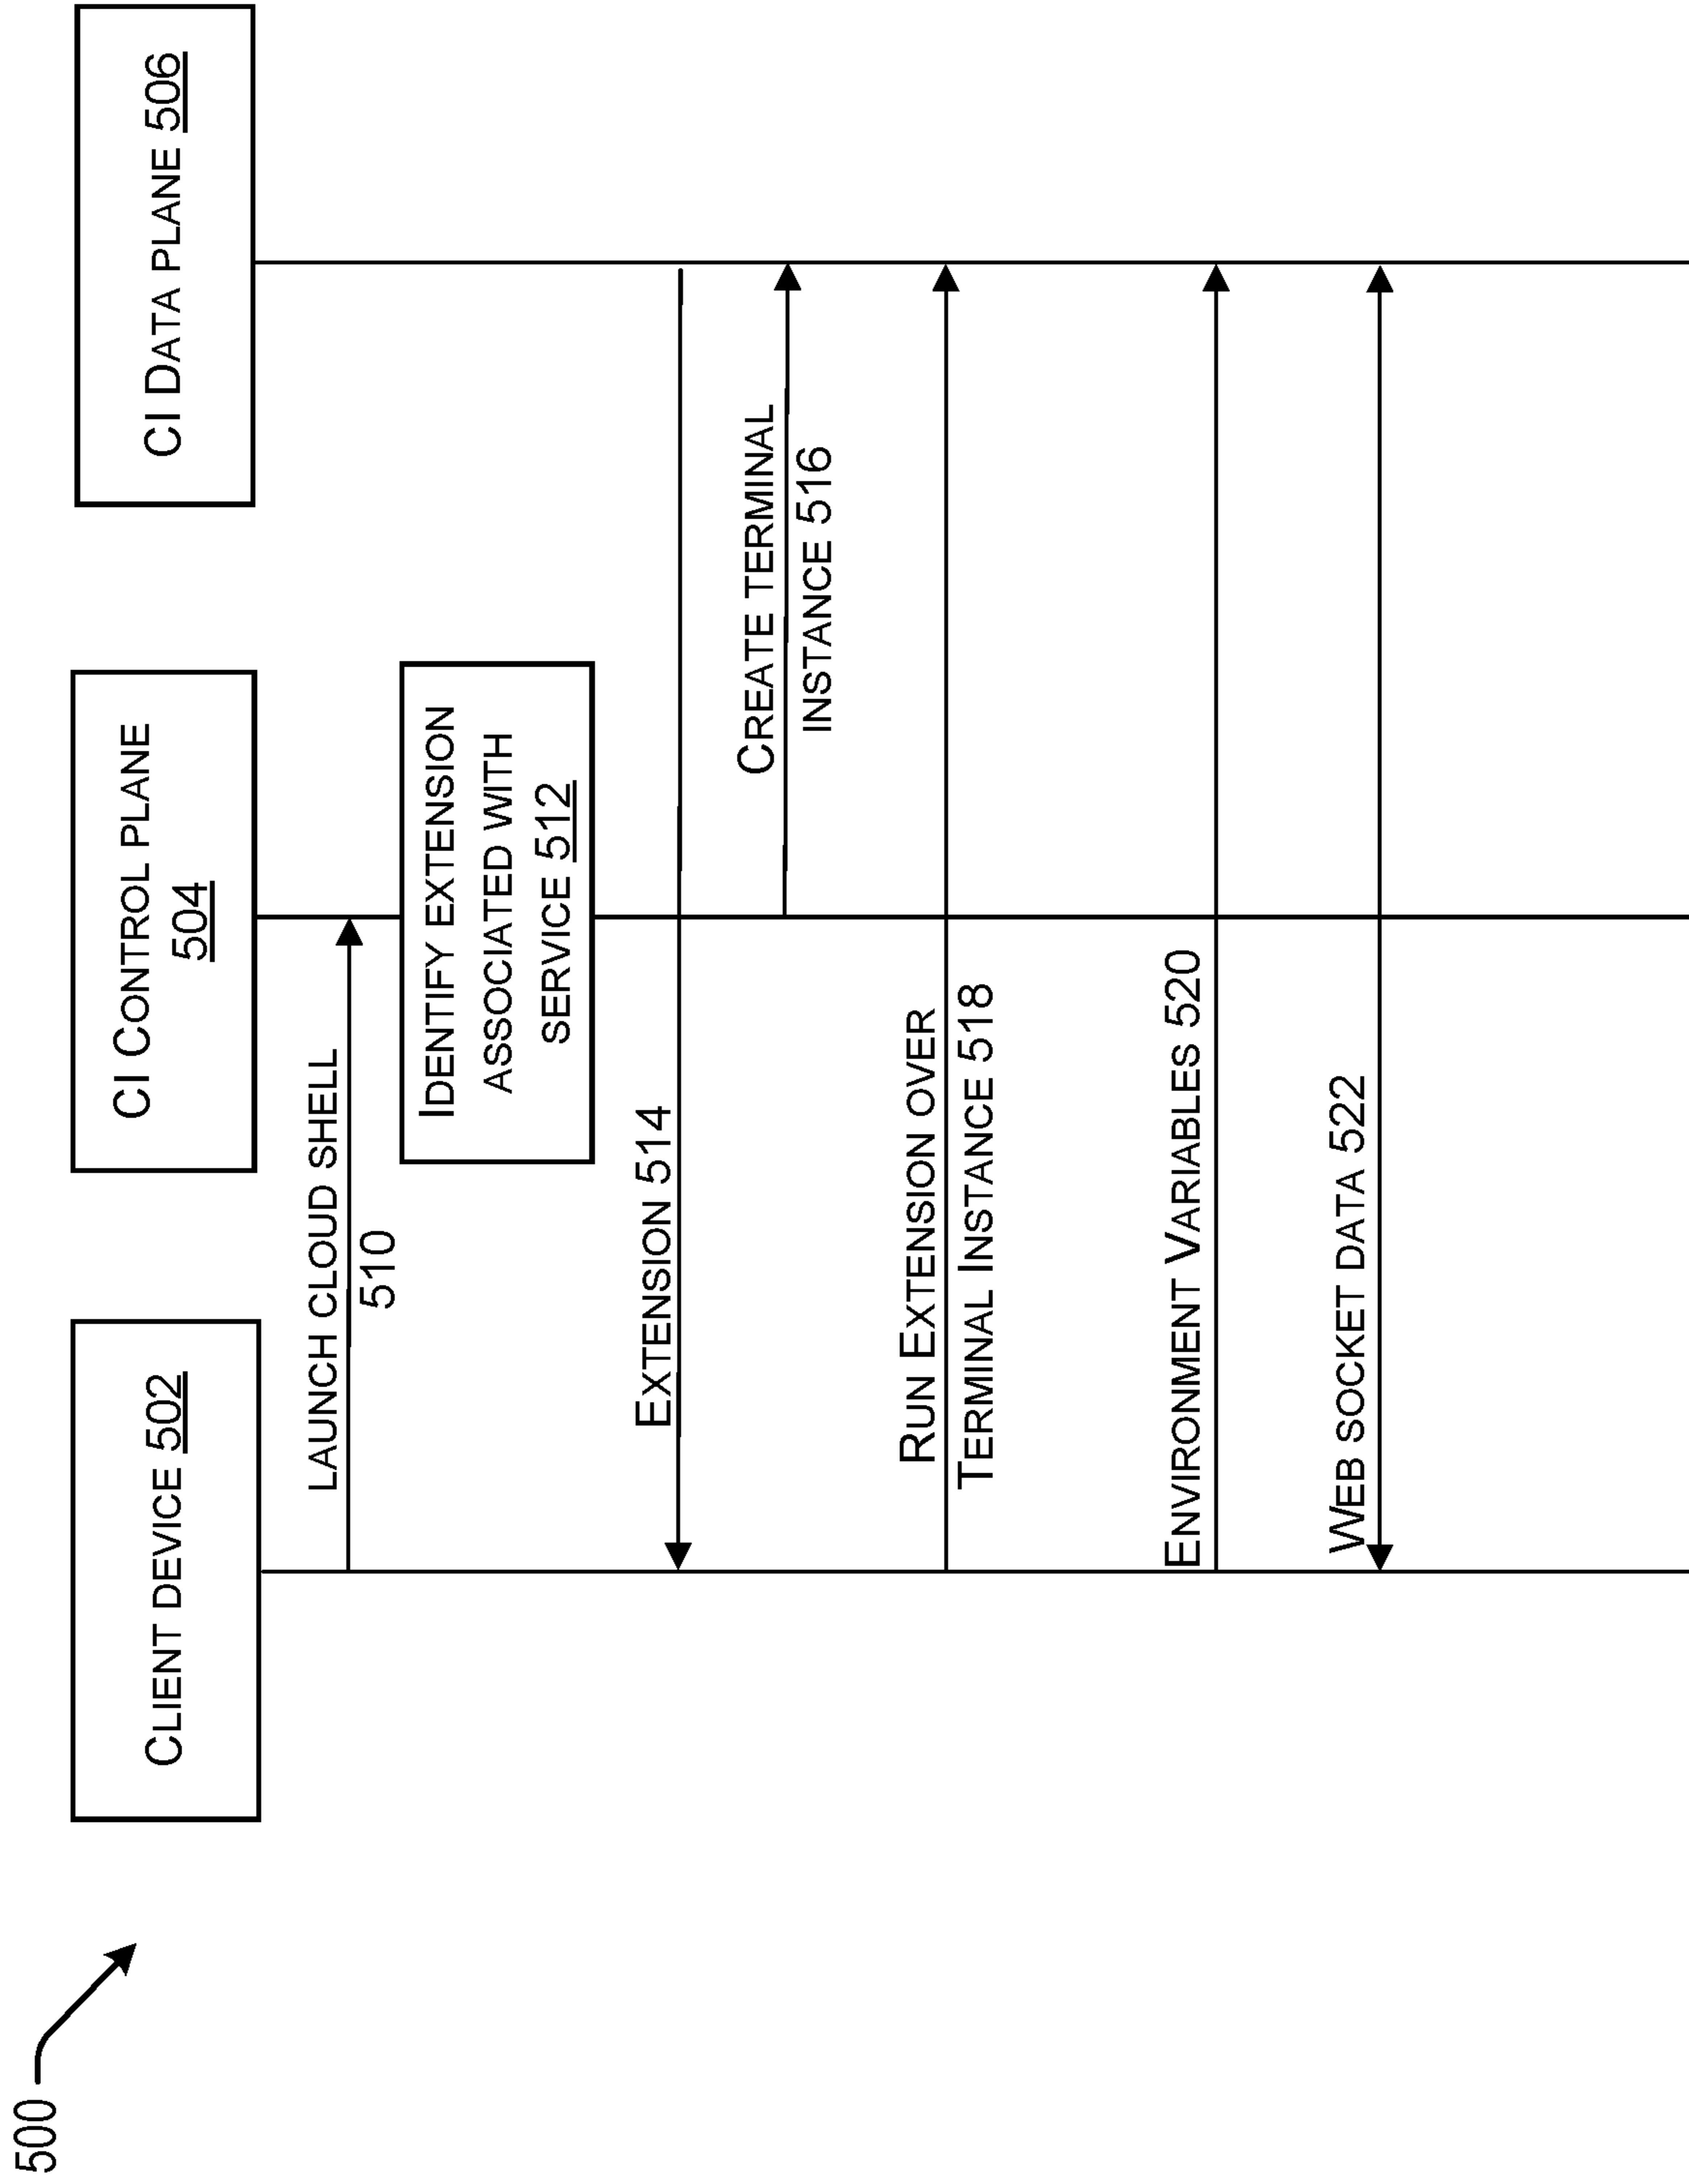 500
CLIENT DEVICE 502
CI CONTROL PLANE
504
CI DATA PLANE 506
LAUNCH CLOUD SHELL
510
IDENTIFY EXTENSION
ASSOCIATED WITH
SERVICE 512
EXTENSION 514
CREATE TERMINAL
INSTANCE 516
RUN EXTENSION OVER
TERMINAL INSTANCE 518
ENVIRONMENT VARIABLES 520
WEB SOCKET DATA 522